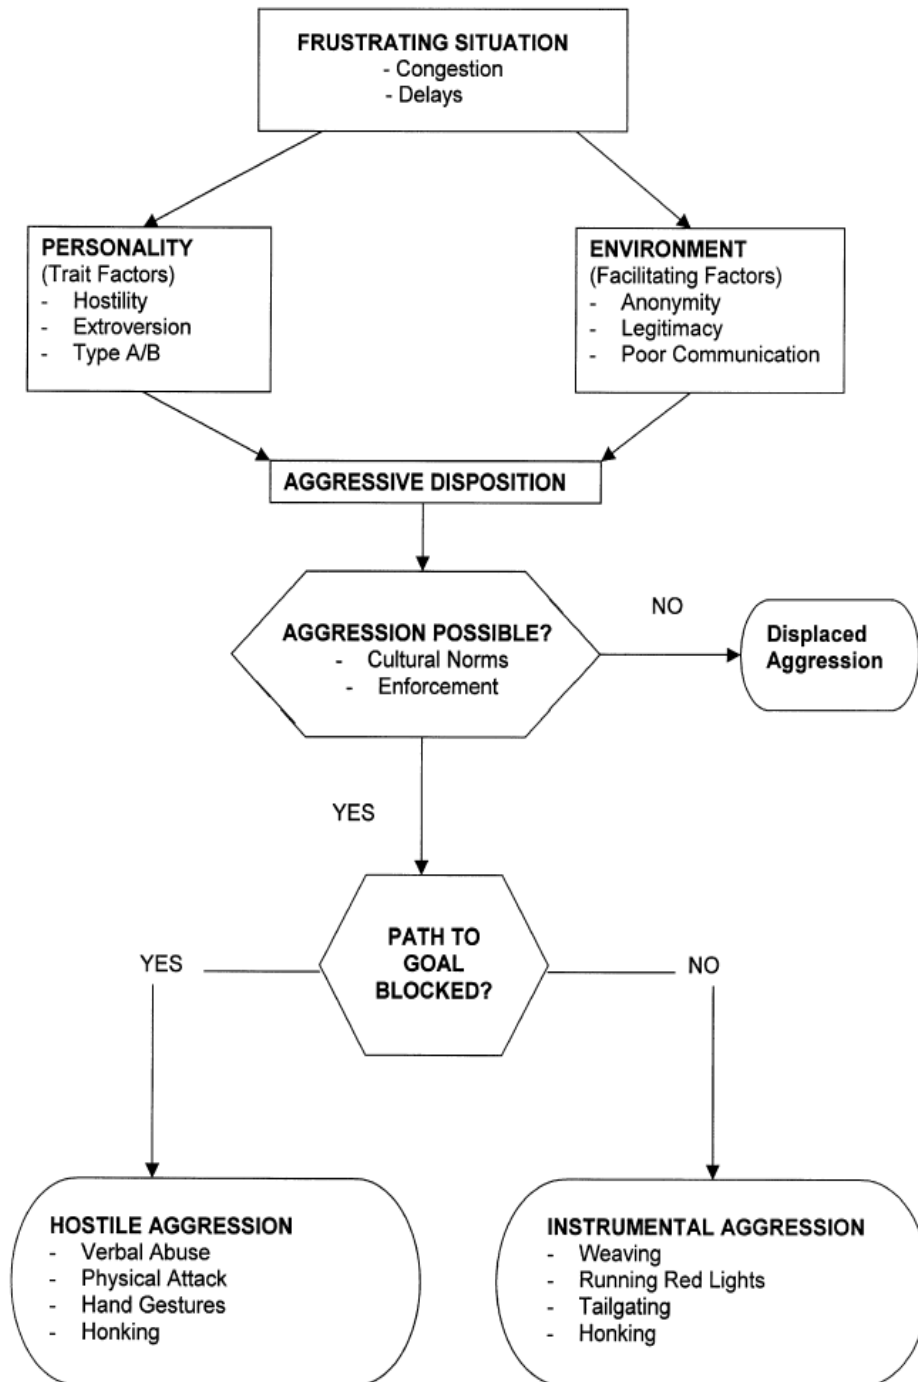 FRUSTRATING SITUATION
- Congestion
- Delays
PERSONALITY
(Trait Factors)
- Hostility
- Extroversion
- Type A/B
ENVIRONMENT
(Facilitating Factors)
- Anonymity
- Legitimacy
- Poor Communication
AGGRESSIVE DISPOSITION
AGGRESSION POSSIBLE?
- Cultural Norms
- Enforcement
NO
Displaced
Aggression
YES
PATH TO
GOAL
BLOCKED?
YES
NO
HOSTILE AGGRESSION
- Verbal Abuse
- Physical Attack
- Hand Gestures
- Honking
INSTRUMENTAL AGGRESSION
- Weaving
- Running Red Lights
- Tailgating
- Honking